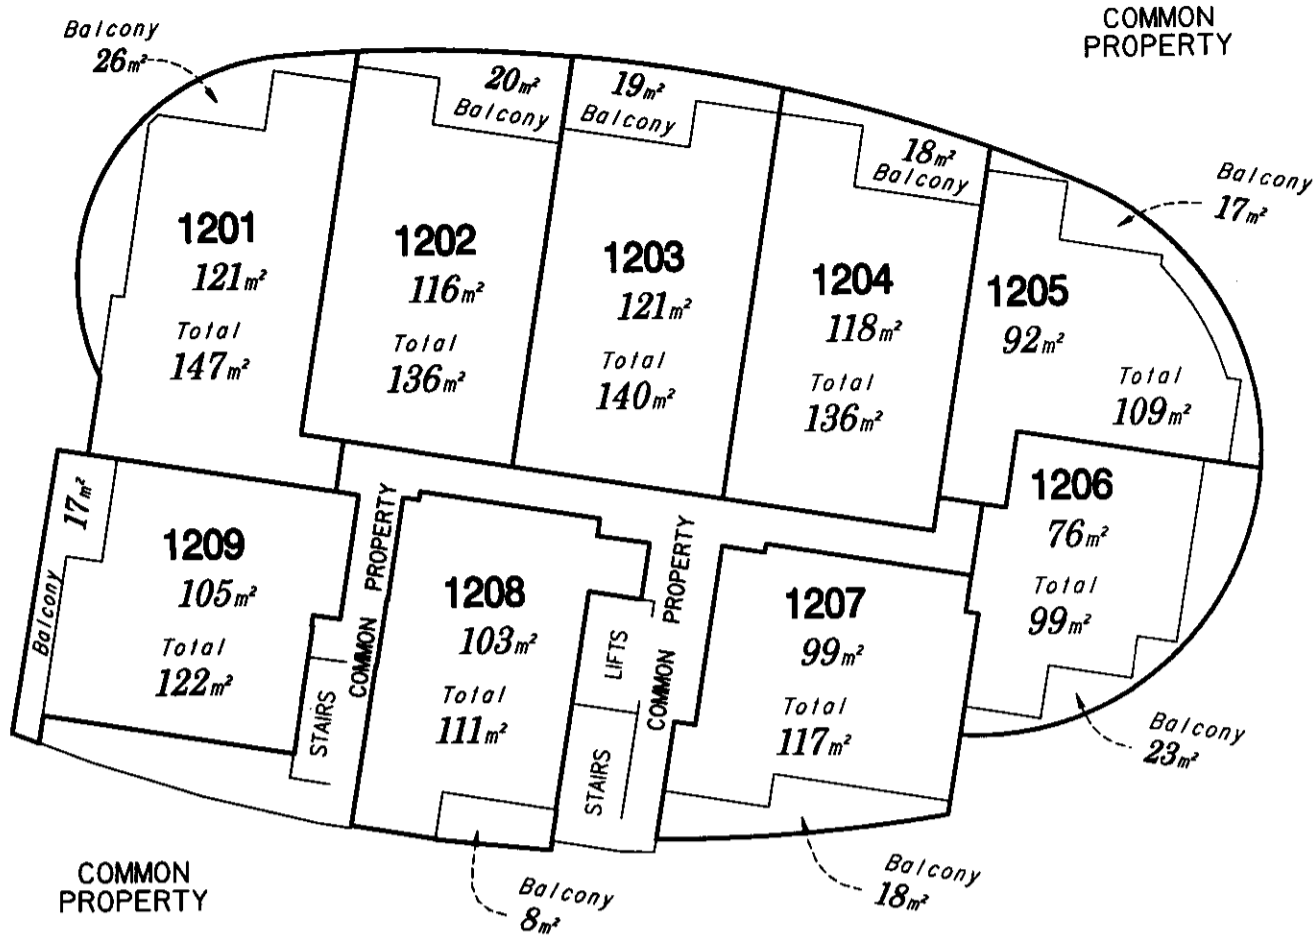 COMMON
PROPERTY
Balcony
26m²
20m²
Balcony
19m²
Balcony
18m²
Balcony
Balcony
17m²
1201
121m²
Total
147m²
1202
116m²
Total
136m²
1203
121m²
Total
140m²
1204
118m²
Total
136m²
1205
92m²
Total
109m²
1206
76m²
Total
99m²
Balcony
23m²
17m²
Balcony
1209
105m²
Total
122m²
STAIRS
COMMON PROPERTY
1208
103m²
Total
111m²
Balcony
8m²
LIFTS
STAIRS
COMMON PROPERTY
1207
99m²
Total
117m²
Balcony
18m²
COMMON
PROPERTY